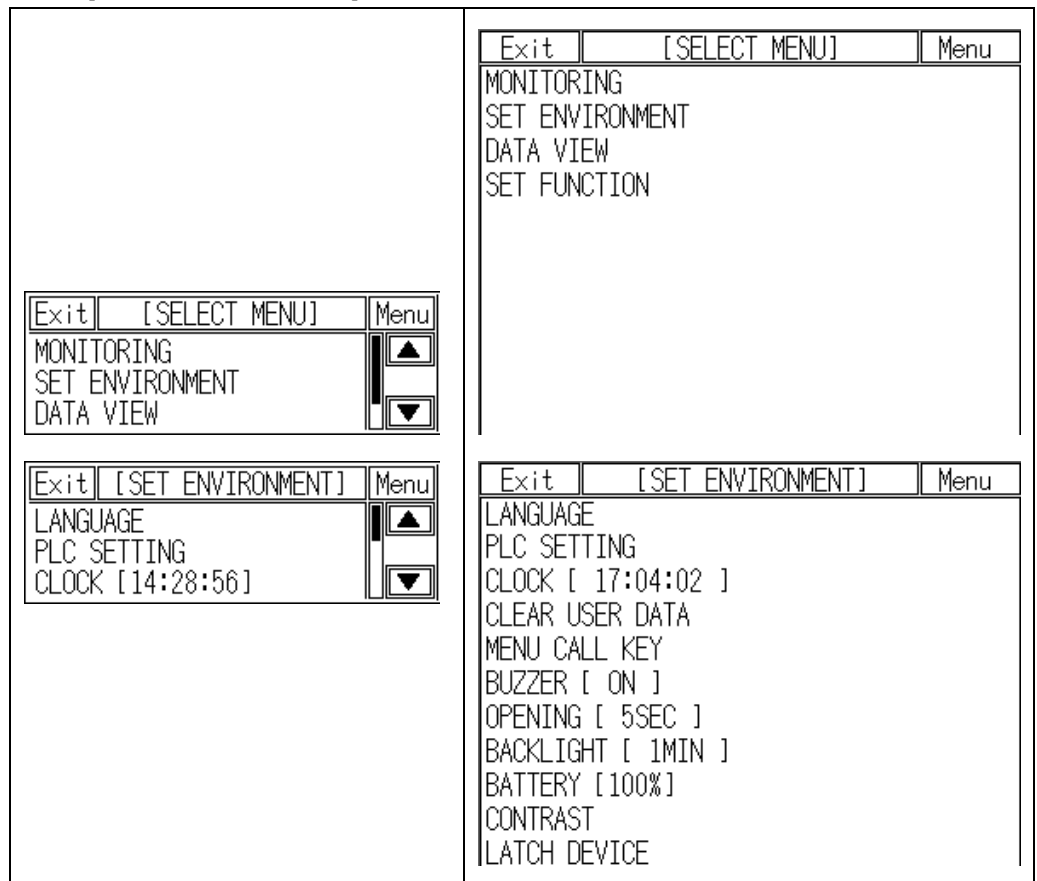 Exit [SELECT MENU] Menu
MONITORING
SET ENVIRONMENT
DATA VIEW
Exit [SELECT MENU] Menu
MONITORING
SET ENVIRONMENT
DATA VIEW
SET FUNCTION
Exit [SET ENVIRONMENT] Menu
LANGUAGE
PLC SETTING
CLOCK [14:28:56]
Exit [SET ENVIRONMENT] Menu
LANGUAGE
PLC SETTING
CLOCK [ 17:04:02 ]
CLEAR USER DATA
MENU CALL KEY
BUZZER [ ON ]
OPENING [ 5SEC ]
BACKLIGHT [ 1MIN ]
BATTERY [100%]
CONTRAST
LATCH DEVICE